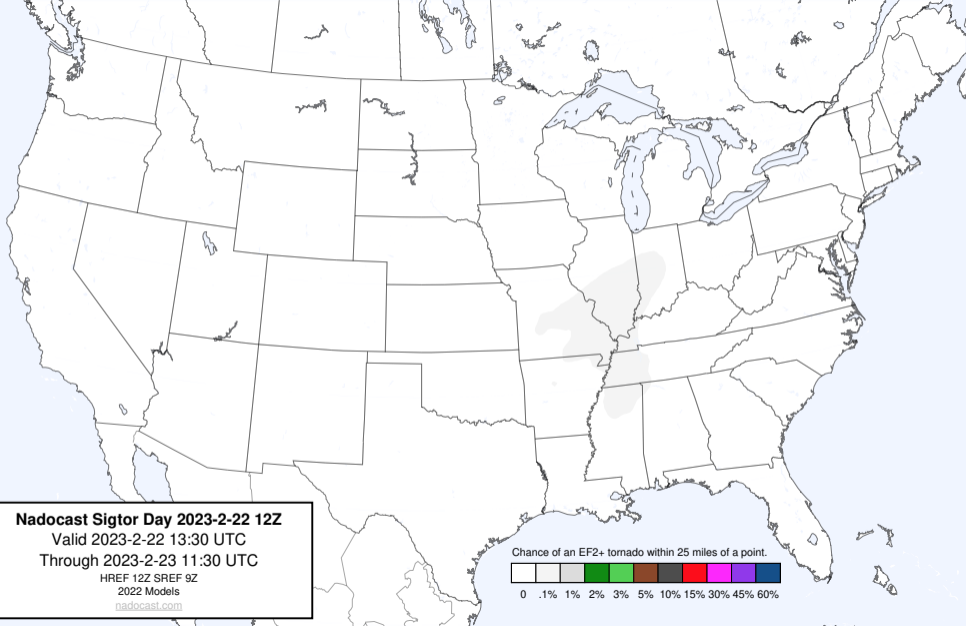 Nadocast Sigtor Day 2023-2-22 12Z
Valid 2023-2-22 13:30 UTC
Through 2023-2-23 11:30 UTC
HREF 12Z SREF 9Z
2022 Models
nadocast.com
Chance of an EF2+ tornado within 25 miles of a point.
0 .1% 1% 2% 3% 5% 10% 15% 30% 45% 60%